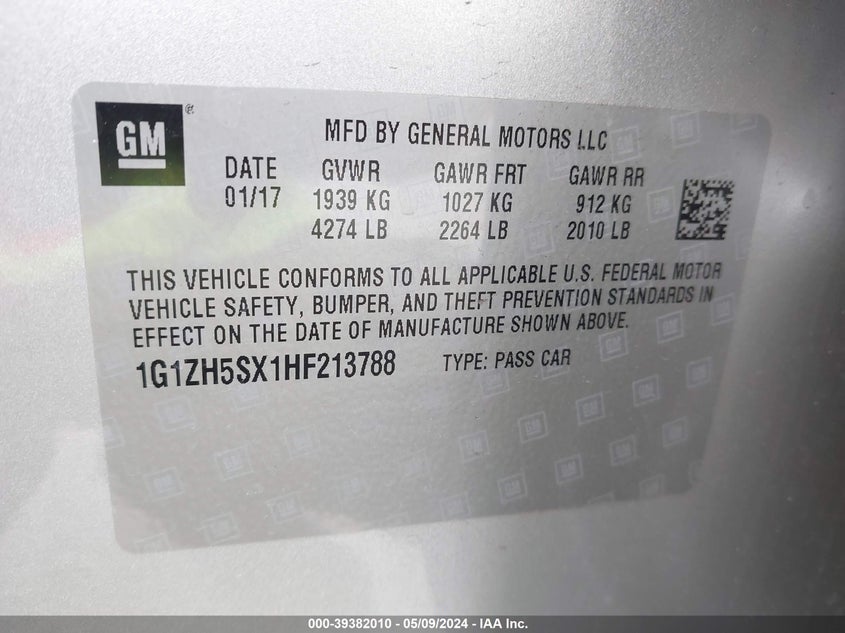 GM ®
MFD BY GENERAL MOTORS LLC
DATE GVWR GAWR FRT GAWR RR
01/17 1939 KG 1027 KG 912 KG
4274 LB 2264 LB 2010 LB
THIS VEHICLE CONFORMS TO ALL APPLICABLE U.S. FEDERAL MOTOR
VEHICLE SAFETY, BUMPER, AND THEFT PREVENTION STANDARDS IN
EFFECT ON THE DATE OF MANUFACTURE SHOWN ABOVE.
1G1ZH5SX1HF213788 TYPE: PASS CAR
000-39382010 - 05/09/2024 - IAA Inc.